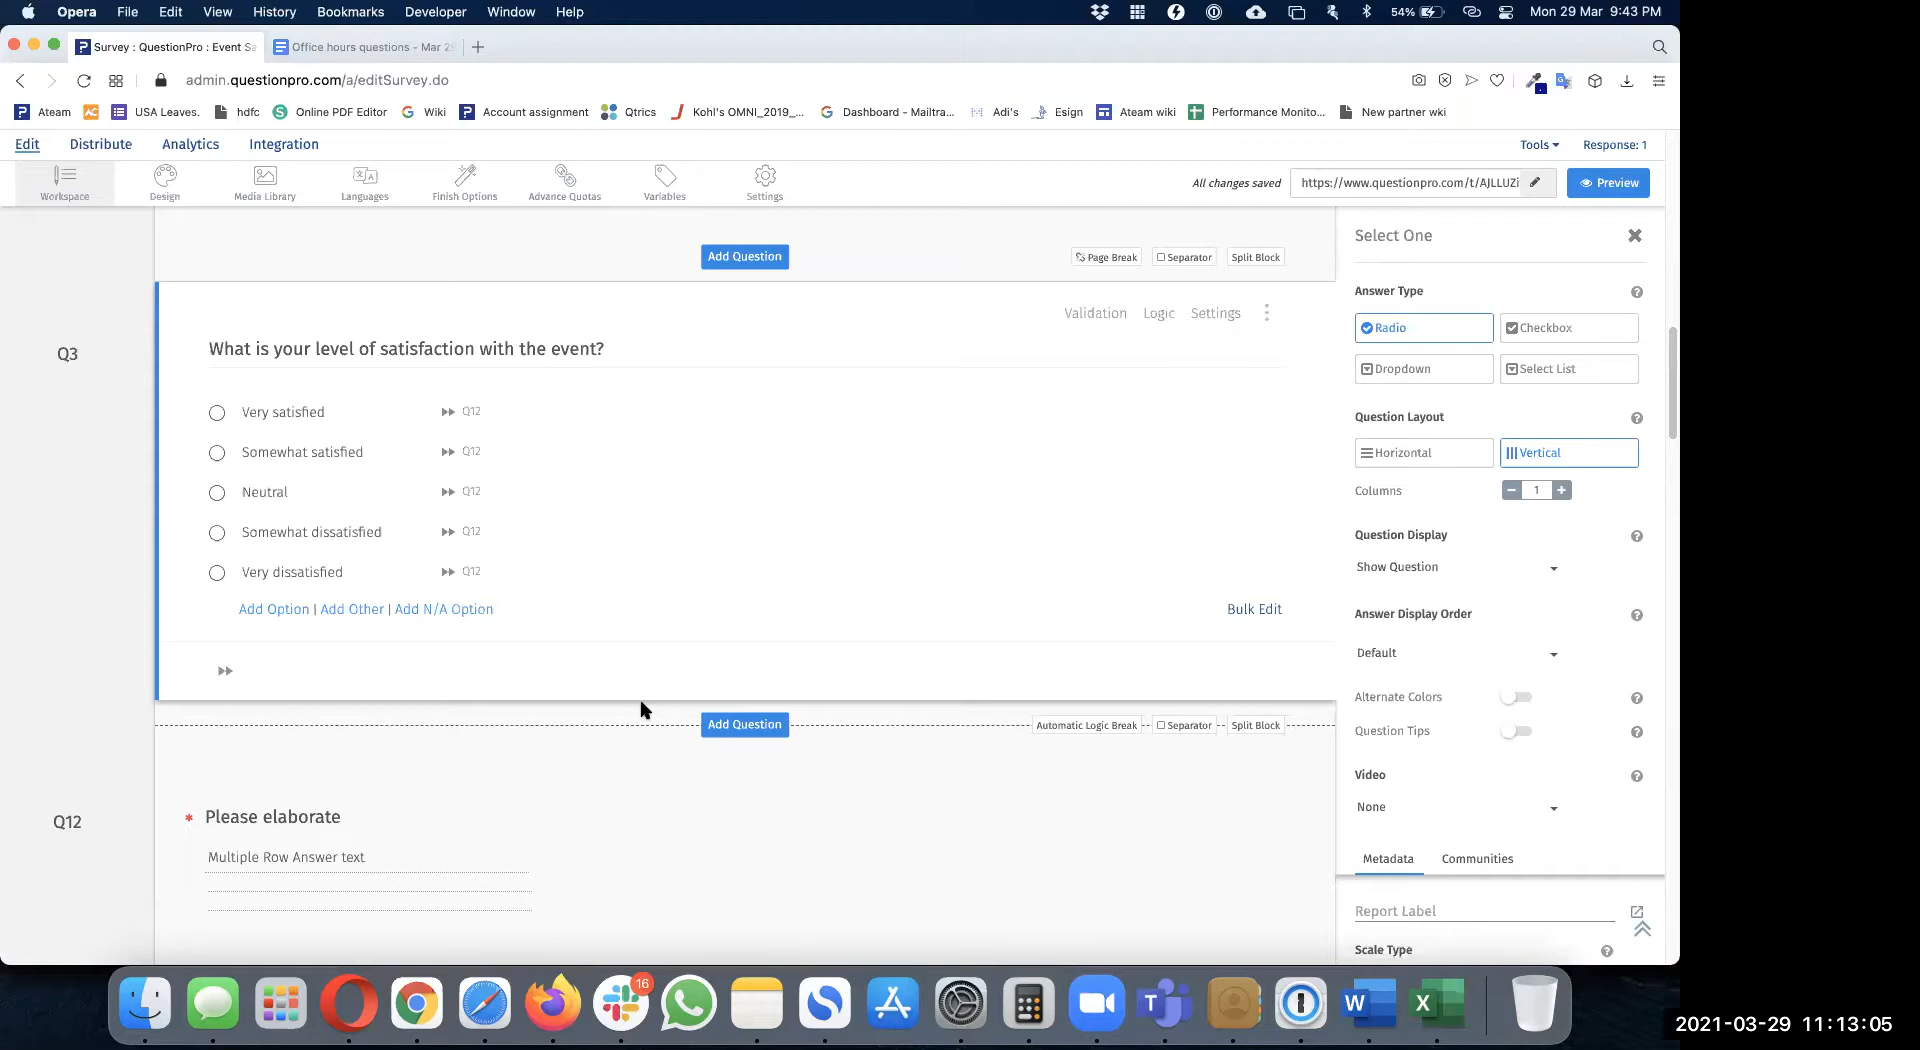 Opera File Edit View History Bookmarks Developer Window Help 54% Mon 29 Mar 9:43 PM
Survey : QuestionPro : Event Sa Office hours questions - Mar 29
admin.questionpro.com/a/editSurvey.do
Ateam USA Leaves. hdfc Online PDF Editor Wiki Account assignment Qtrics Kohl's OMNI_2019_... Dashboard - Mailtra... Adi's Esign Ateam wiki Performance Monito... New partner wki
Edit Distribute Analytics Integration Tools Response: 1
Workspace Design Media Library Languages Finish Options Advance Quotas Variables Settings All changes saved https://www.questionpro.com/t/AJLLUZi Preview
Add Question Page Break Separator Split Block
Q3
Validation Logic Settings
What is your level of satisfaction with the event?
Very satisfied Q12
Somewhat satisfied Q12
Neutral Q12
Somewhat dissatisfied Q12
Very dissatisfied Q12
Add Option | Add Other | Add N/A Option Bulk Edit
Add Question Automatic Logic Break Separator Split Block
Q12
* Please elaborate
Multiple Row Answer text
Select One
Answer Type
Radio Checkbox
Dropdown Select List
Question Layout
Horizontal Vertical
Columns 1
Question Display
Show Question
Answer Display Order
Default
Alternate Colors
Question Tips
Video
None
Metadata Communities
Report Label
Scale Type
16
2021-03-29 11:13:05